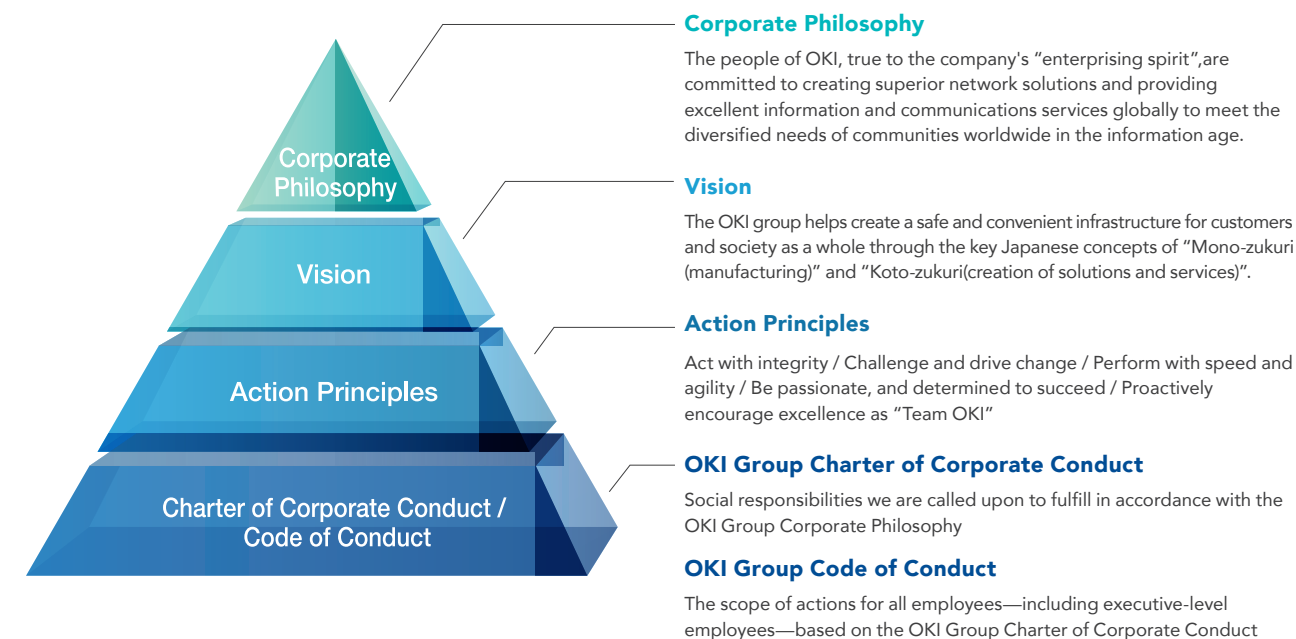 Corporate
Philosophy
Vision
Action Principles
Charter of Corporate Conduct /
Code of Conduct
Corporate Philosophy
The people of OKI, true to the company's “enterprising spirit”,are
committed to creating superior network solutions and providing
excellent information and communications services globally to meet the
diversified needs of communities worldwide in the information age.
Vision
The OKI group helps create a safe and convenient infrastructure for customers
and society as a whole through the key Japanese concepts of “Mono-zukuri
(manufacturing)” and “Koto-zukuri(creation of solutions and services)”.
Action Principles
Act with integrity / Challenge and drive change / Perform with speed and
agility / Be passionate, and determined to succeed / Proactively
encourage excellence as “Team OKI”
OKI Group Charter of Corporate Conduct
Social responsibilities we are called upon to fulfill in accordance with the
OKI Group Corporate Philosophy
OKI Group Code of Conduct
The scope of actions for all employees—including executive-level
employees—based on the OKI Group Charter of Corporate Conduct